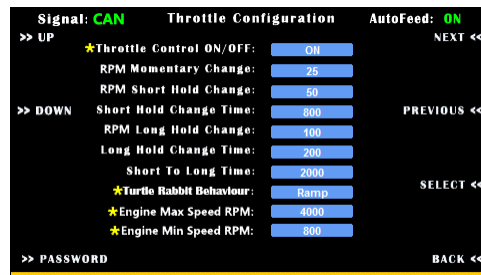 Signal: CAN Throttle Configuration AutoFeed: ON
>> UP NEXT <<
★Throttle Control ON/OFF: ON
RPM Momentary Change: 25
RPM Short Hold Change: 50
>> DOWN Short Hold Change Time: 800 PREVIOUS <<
RPM Long Hold Change: 100
Long Hold Change Time: 200
Short To Long Time: 2000
★Turtle Rabbit Behaviour: Ramp SELECT <<
★Engine Max Speed RPM: 4000
★Engine Min Speed RPM: 800
>> PASSWORD BACK <<